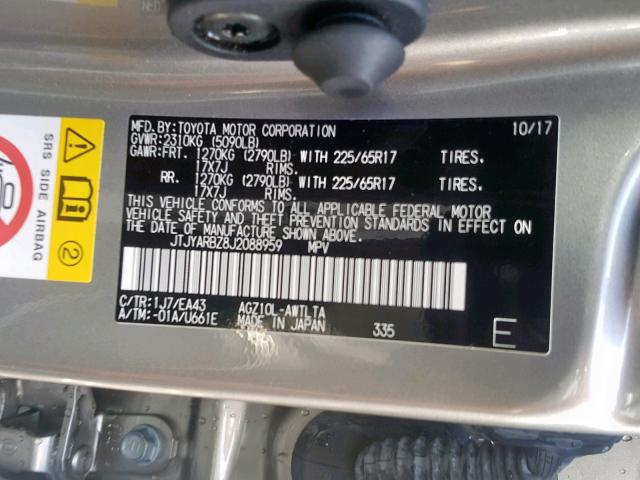 MFD.BY:TOYOTA MOTOR CORPORATION 10/17
GVWR:2310KG (5090LB)
GAWR:FRT. 1270KG (2790LB) WITH 225/65R17 TIRES.
17X7J RIMS.
RR. 1270KG (2790LB) WITH 225/65R17 TIRES.
17X7J RIMS.
THIS VEHICLE CONFORMS TO ALL APPLICABLE FEDERAL MOTOR
VEHICLE SAFETY AND THEFT PREVENTION STANDARDS IN EFFECT ON
THE DATE OF MANUFACTURE SHOWN ABOVE.
JTJYARBZ8J2088959 MPV
C/TR:1J7/EA43 AGZ10L-AWTLTA
A/TM:-01A/U661E MADE IN JAPAN 335 E
SRS SIDE AIRBAG
2